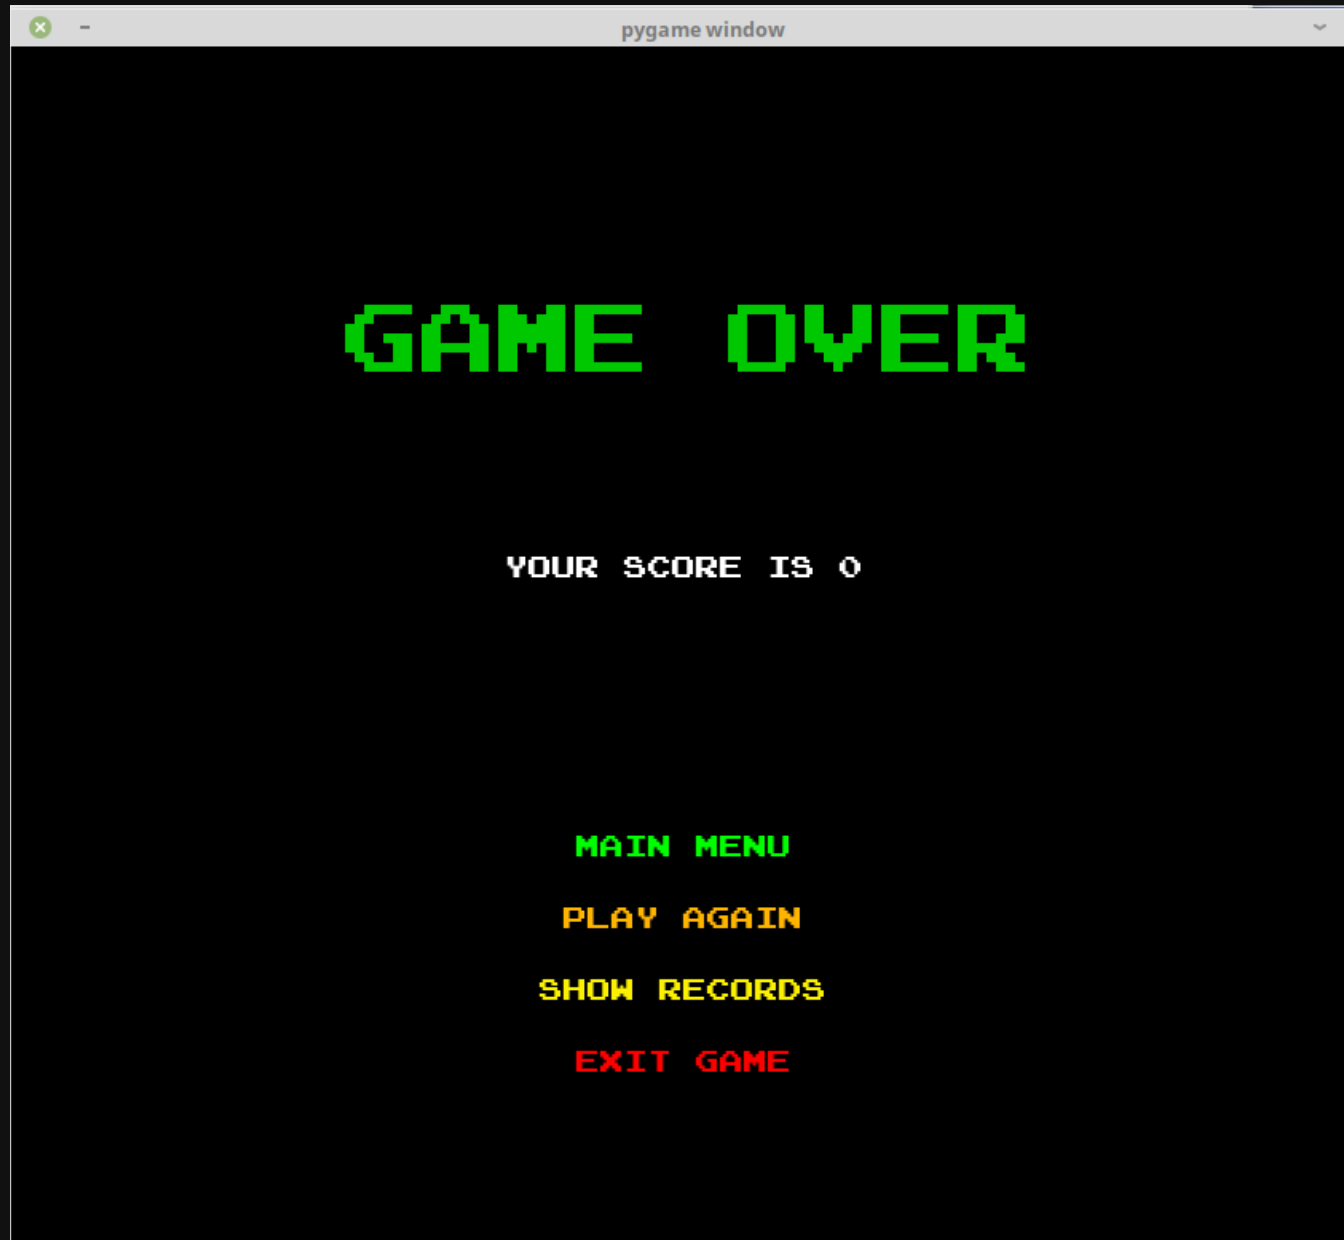 pygame window
GAME OVER
YOUR SCORE IS 0
MAIN MENU
PLAY AGAIN
SHOW RECORDS
EXIT GAME